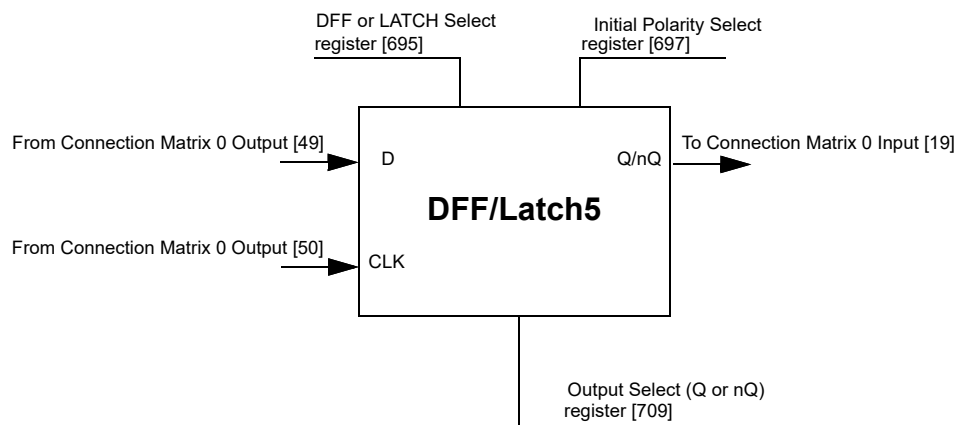 DFF or LATCH Select
register [695]
Initial Polarity Select
register [697]
From Connection Matrix 0 Output [49]
D
Q/nQ
To Connection Matrix 0 Input [19]
DFF/Latch5
From Connection Matrix 0 Output [50]
CLK
Output Select (Q or nQ)
register [709]